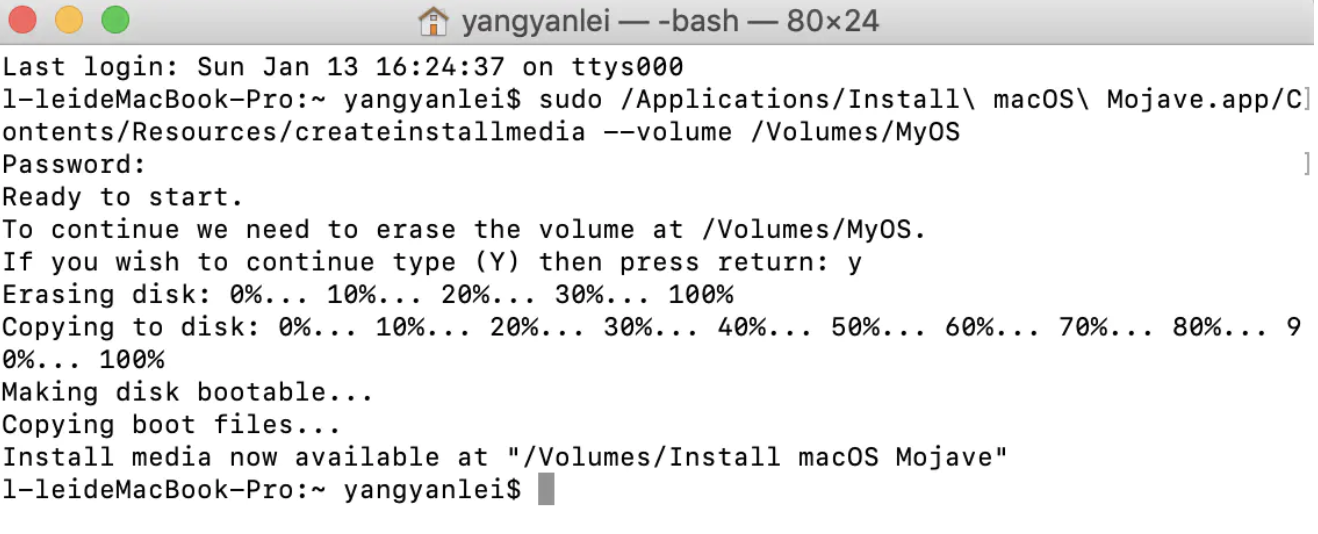 yangyanlei — -bash — 80×24
Last login: Sun Jan 13 16:24:37 on ttys000
l-leideMacBook-Pro:~ yangyanlei$ sudo /Applications/Install\ macOS\ Mojave.app/C]
ontents/Resources/createinstallmedia --volume /Volumes/MyOS
Password:                                                                       ]
Ready to start.
To continue we need to erase the volume at /Volumes/MyOS.
If you wish to continue type (Y) then press return: y
Erasing disk: 0%... 10%... 20%... 30%... 100%
Copying to disk: 0%... 10%... 20%... 30%... 40%... 50%... 60%... 70%... 80%... 9
0%... 100%
Making disk bootable...
Copying boot files...
Install media now available at "/Volumes/Install macOS Mojave"
l-leideMacBook-Pro:~ yangyanlei$